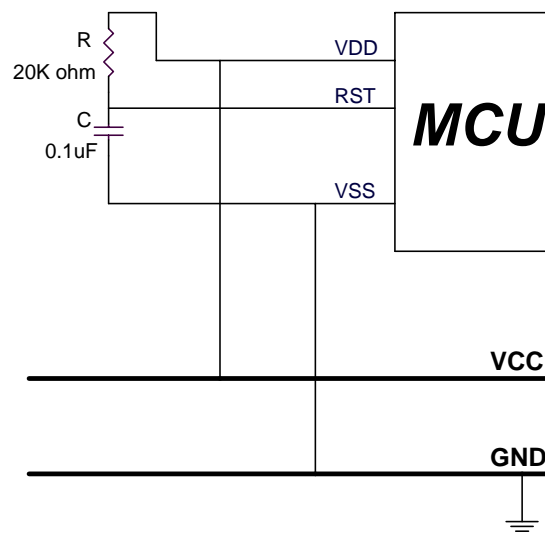 R
20K ohm
C
0.1uF
VDD
RST
VSS
MCU
VCC
GND